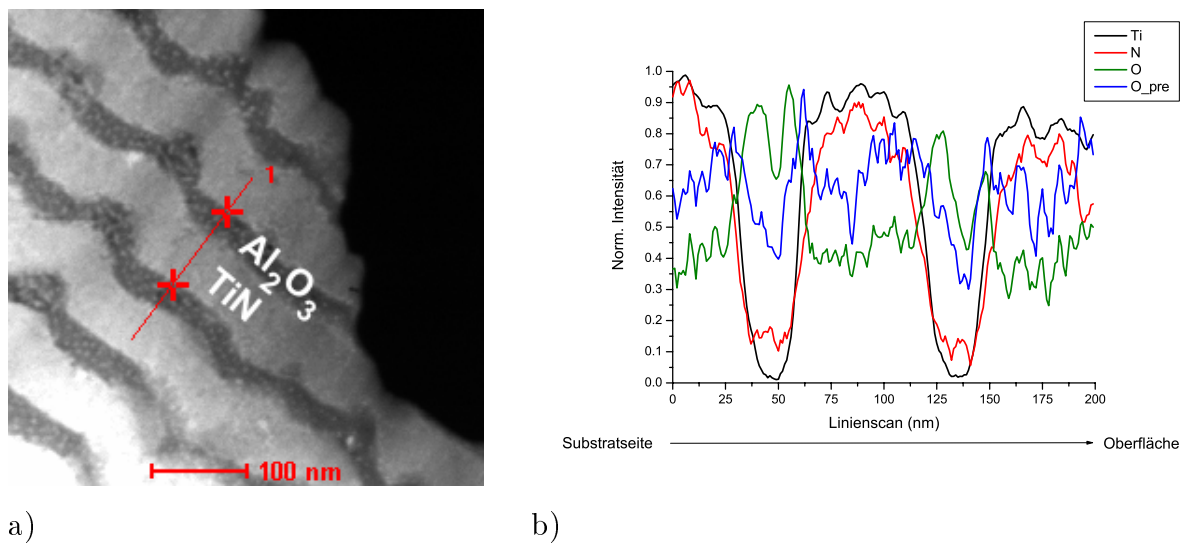 1
Al₂O₃
TiN
100 nm
a)
Ti
N
O
O_pre
Norm. Intensität
1.0
0.9
0.8
0.7
0.6
0.5
0.4
0.3
0.2
0.1
0.0
0 25 50 75 100 125 150 175 200
Linienscan (nm)
Substratseite Oberfläche
b)